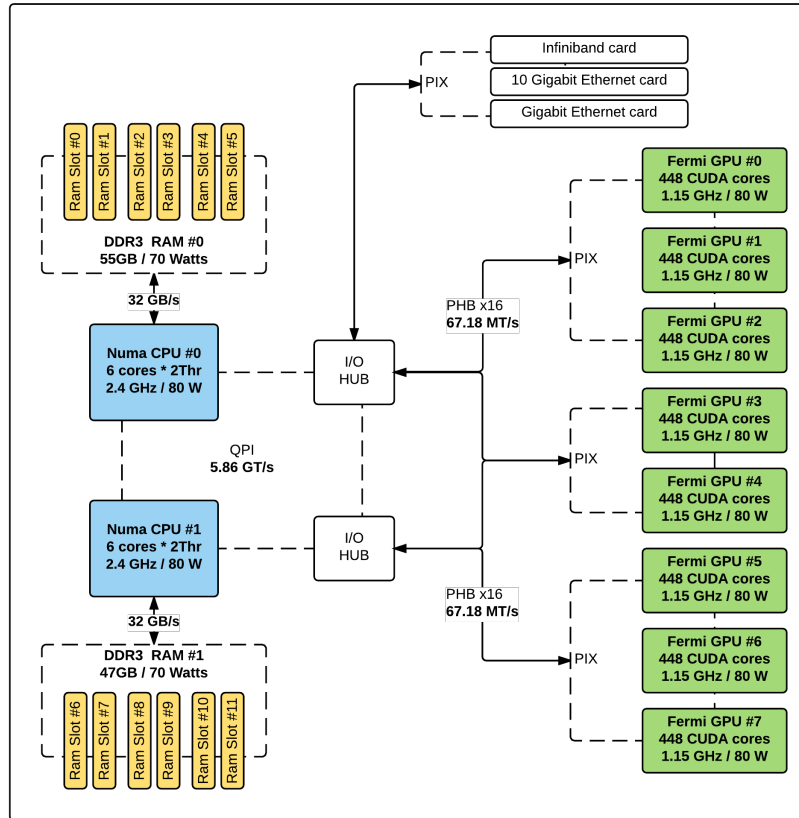 Infiniband card
PIX
10 Gigabit Ethernet card
Gigabit Ethernet card
Ram Slot #0
Ram Slot #1
Ram Slot #2
Ram Slot #3
Ram Slot #4
Ram Slot #5
DDR3 RAM #0
55GB / 70 Watts
32 GB/s
Numa CPU #0
6 cores * 2Thr
2.4 GHz / 80 W
I/O
HUB
QPI
5.86 GT/s
Numa CPU #1
6 cores * 2Thr
2.4 GHz / 80 W
I/O
HUB
32 GB/s
DDR3 RAM #1
47GB / 70 Watts
Ram Slot #6
Ram Slot #7
Ram Slot #8
Ram Slot #9
Ram Slot #10
Ram Slot #11
PHB x16
67.18 MT/s
PHB x16
67.18 MT/s
PIX
PIX
PIX
Fermi GPU #0
448 CUDA cores
1.15 GHz / 80 W
Fermi GPU #1
448 CUDA cores
1.15 GHz / 80 W
Fermi GPU #2
448 CUDA cores
1.15 GHz / 80 W
Fermi GPU #3
448 CUDA cores
1.15 GHz / 80 W
Fermi GPU #4
448 CUDA cores
1.15 GHz / 80 W
Fermi GPU #5
448 CUDA cores
1.15 GHz / 80 W
Fermi GPU #6
448 CUDA cores
1.15 GHz / 80 W
Fermi GPU #7
448 CUDA cores
1.15 GHz / 80 W